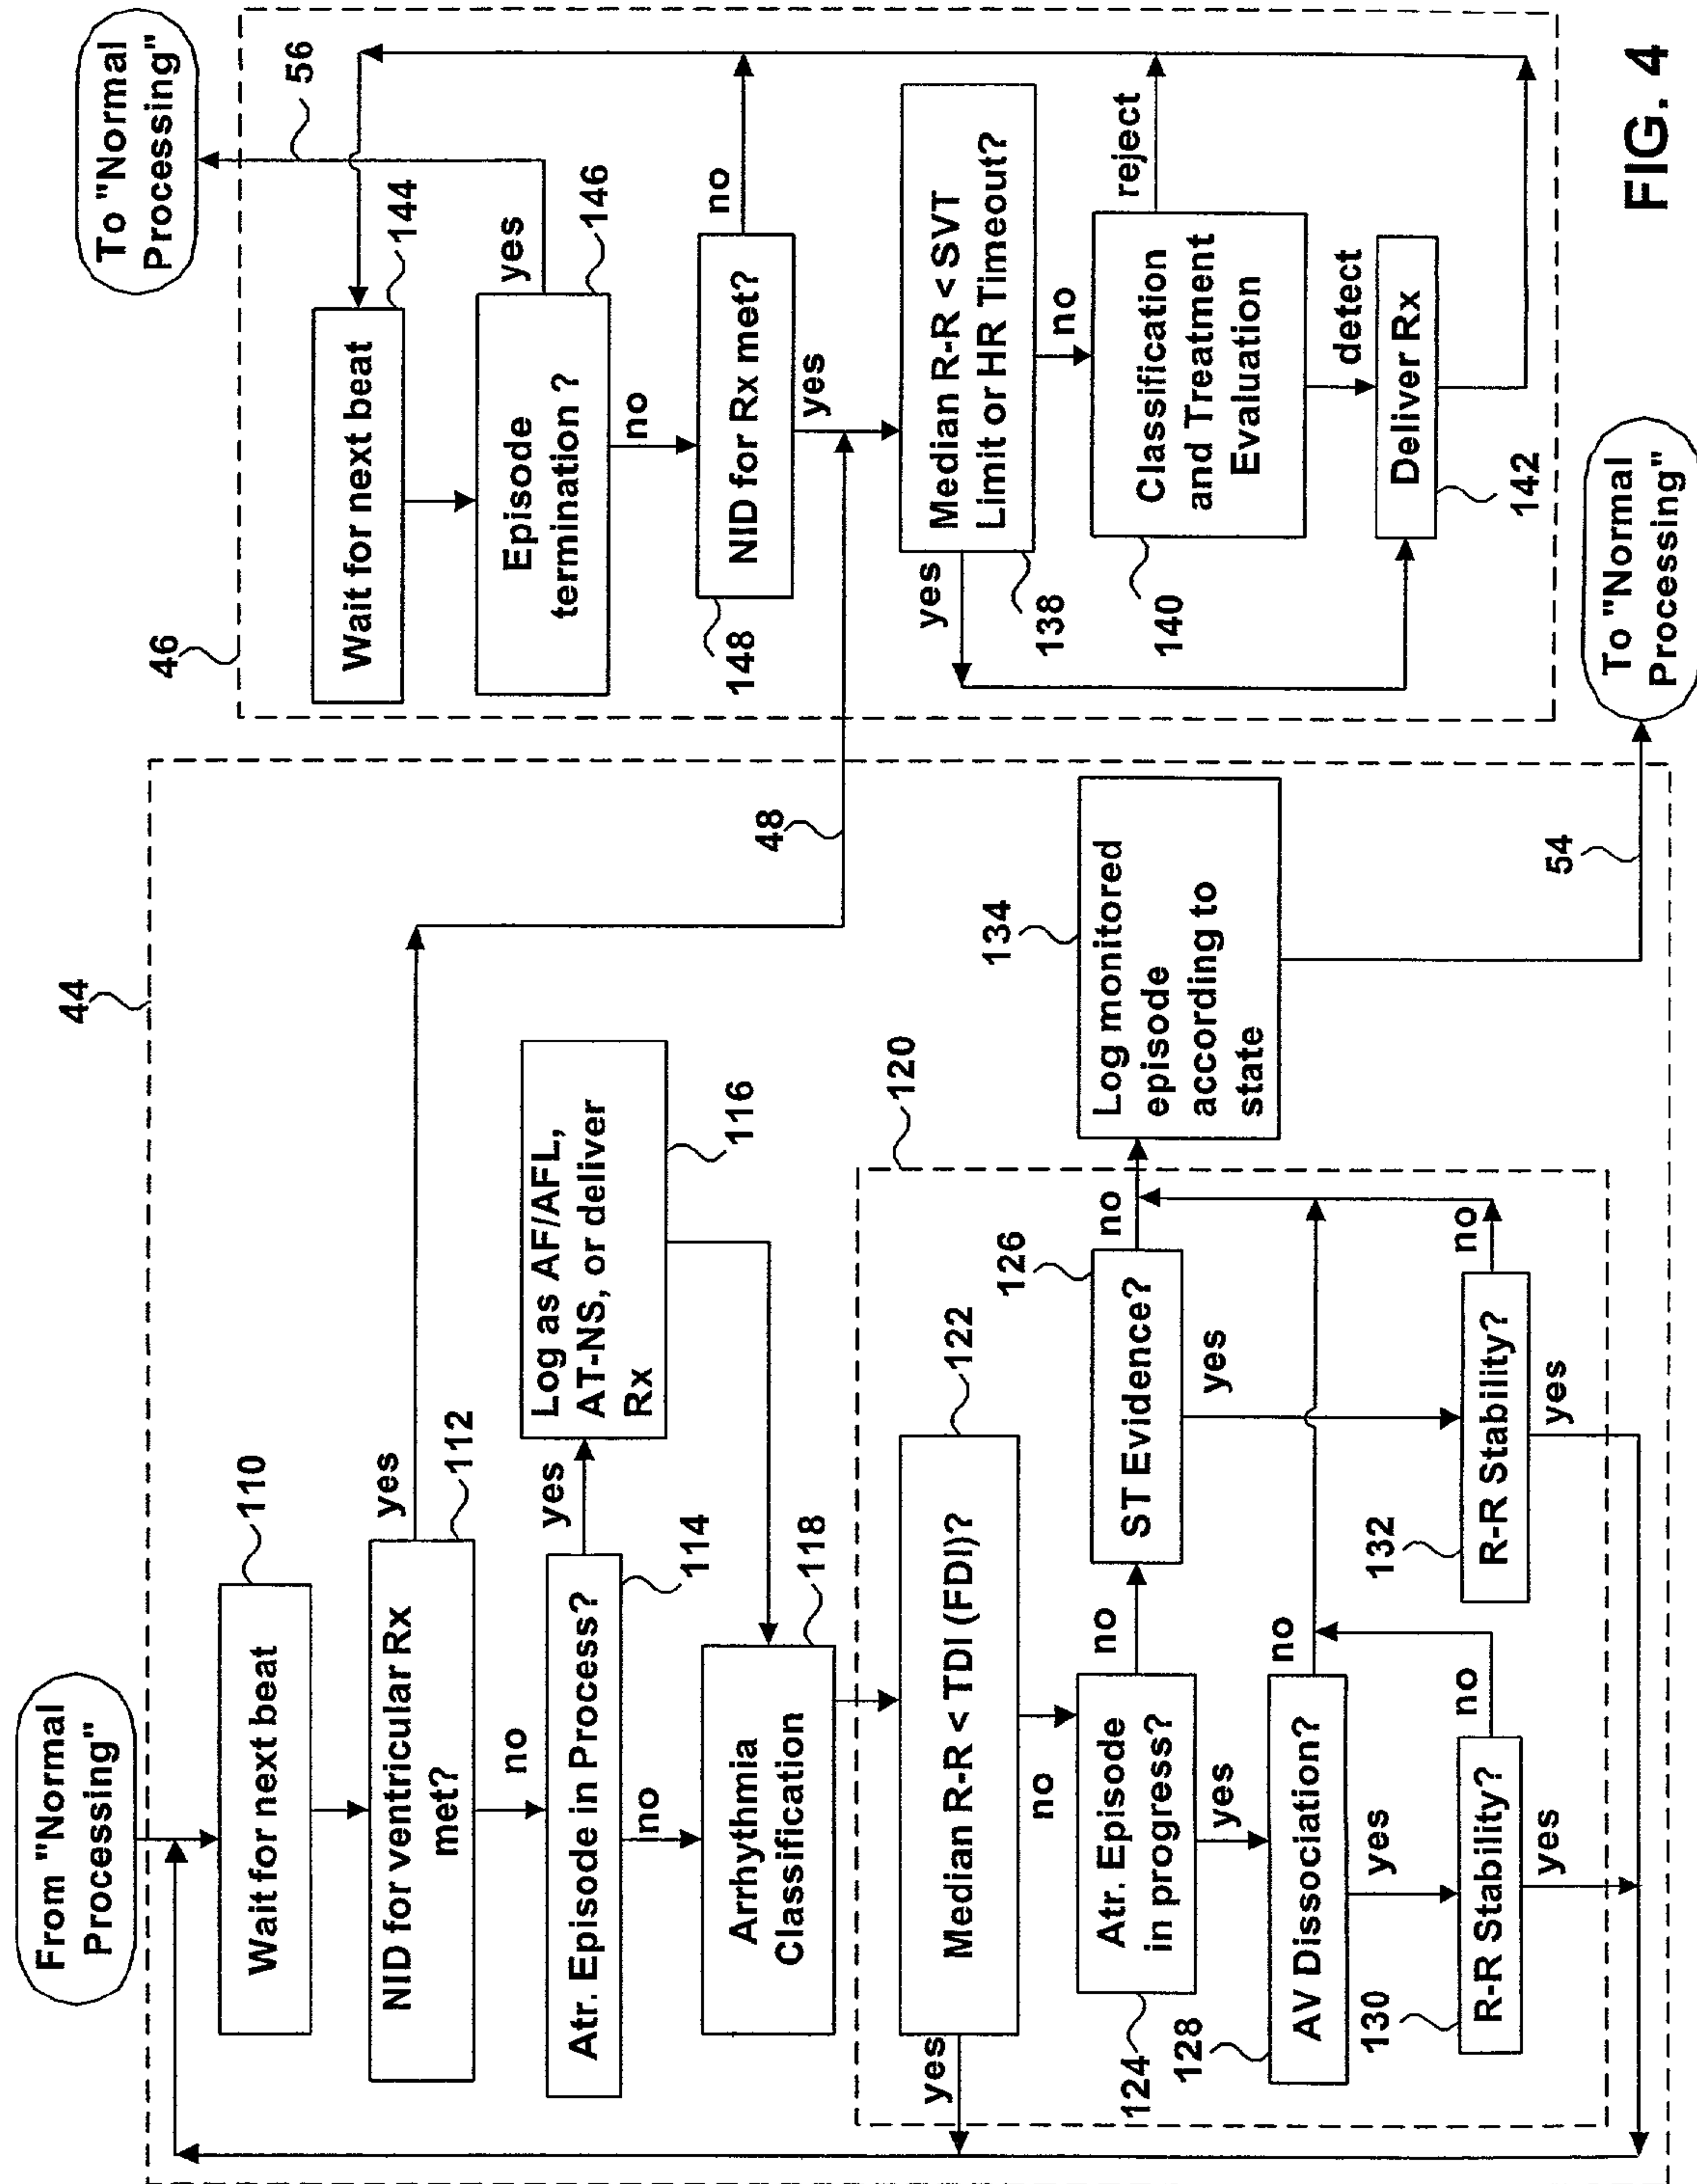 From "Normal
Processing"
44
Wait for next beat
110
NID for ventricular Rx
met?
112
yes
no
Atr. Episode in Process?
114
yes
no
Log as AF/AFL,
AT-NS, or deliver
Rx
116
Arrhythmia
Classification
118
48
120
Median R-R < TDI (FDI)?
122
yes
no
Atr. Episode
in progress?
124
no
yes
ST Evidence?
126
no
yes
Log monitored
episode
according to
state
134
AV Dissociation?
128
no
yes
R-R Stability?
130
no
yes
R-R Stability?
132
no
yes
54
To "Normal
Processing"
To "Normal
Processing"
56
46
Wait for next beat
144
Episode
termination ?
146
yes
no
NID for Rx met?
148
no
yes
Median R-R < SVT
Limit or HR Timeout?
138
yes
no
Classification
and Treatment
Evaluation
140
reject
detect
Deliver Rx
142
FIG. 4